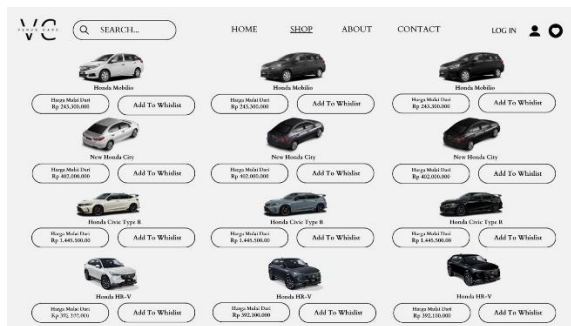 VC
VENUS CARS
SEARCH...
HOME
SHOP
ABOUT
CONTACT
LOG IN
Honda Mobilio
Honda Mobilio
Honda Mobilio
Harga Mulai Dari
Rp 245.300.000
Add To Whislist
Harga Mulai Dari
Rp 245.300.000
Add To Whislist
Harga Mulai Dari
Rp 245.300.000
Add To Whislist
New Honda City
New Honda City
New Honda City
Harga Mulai Dari
Rp 402.000.000
Add To Whislist
Harga Mulai Dari
Rp 402.000.000
Add To Whislist
Harga Mulai Dari
Rp 402.000.000
Add To Whislist
Honda Civic Type R
Honda Civic Type R
Honda Civic Type R
Harga Mulai Dari
Rp 1.445.500.00
Add To Whislist
Harga Mulai Dari
Rp 1.445.500.00
Add To Whislist
Harga Mulai Dari
Rp 1.445.500.00
Add To Whislist
Honda HR-V
Honda HR-V
Honda HR-V
Harga Mulai Dari
Rp 392.100.000
Add To Whislist
Harga Mulai Dari
Rp 392.100.000
Add To Whislist
Harga Mulai Dari
Rp 392.100.000
Add To Whislist